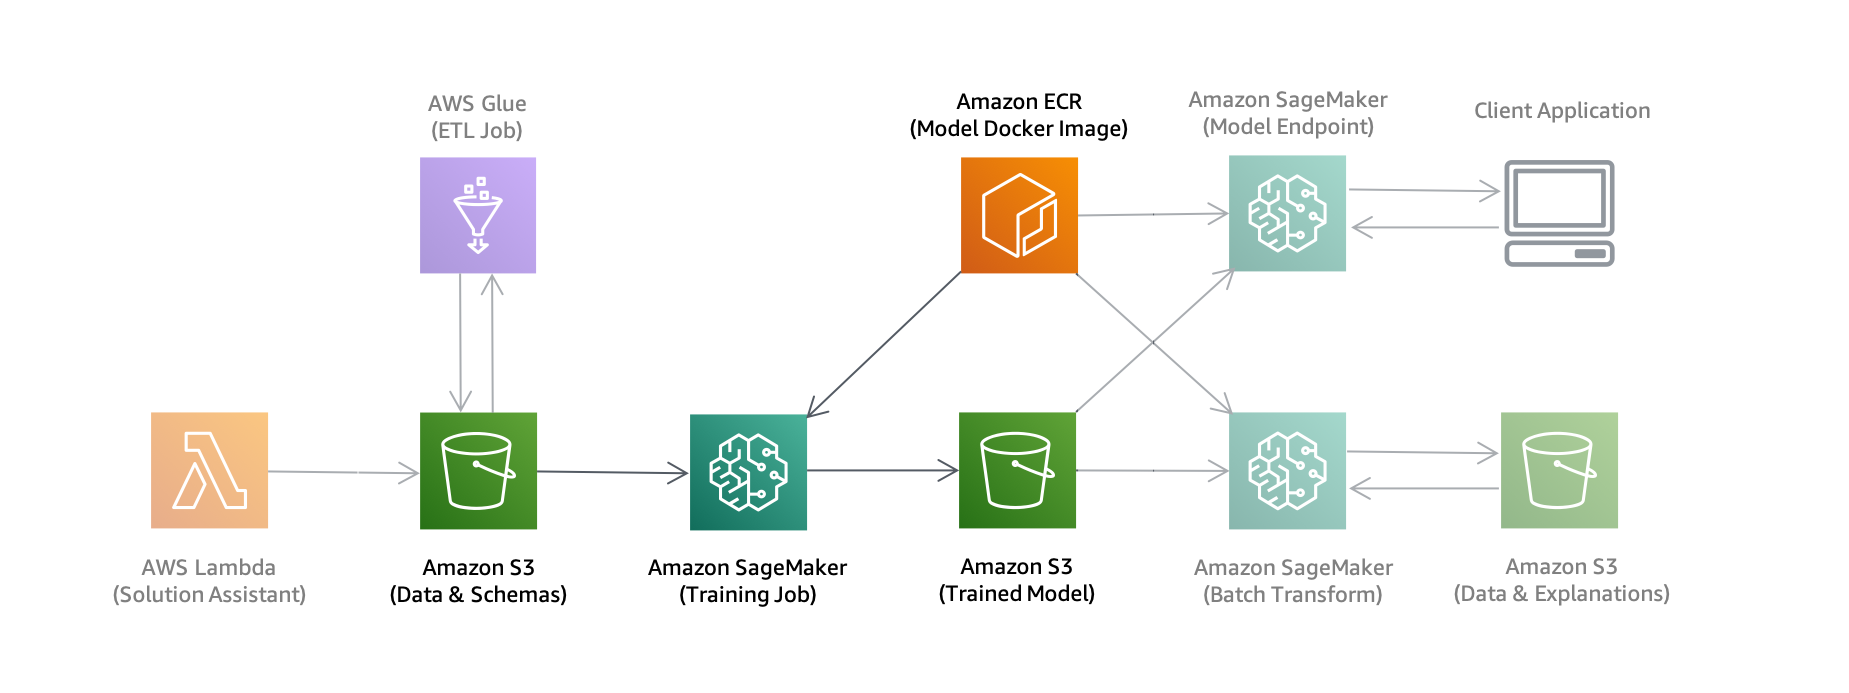 AWS Glue
(ETL Job)
Amazon ECR
(Model Docker Image)
Amazon SageMaker
(Model Endpoint)
Client Application
AWS Lambda
(Solution Assistant)
Amazon S3
(Data & Schemas)
Amazon SageMaker
(Training Job)
Amazon S3
(Trained Model)
Amazon SageMaker
(Batch Transform)
Amazon S3
(Data & Explanations)